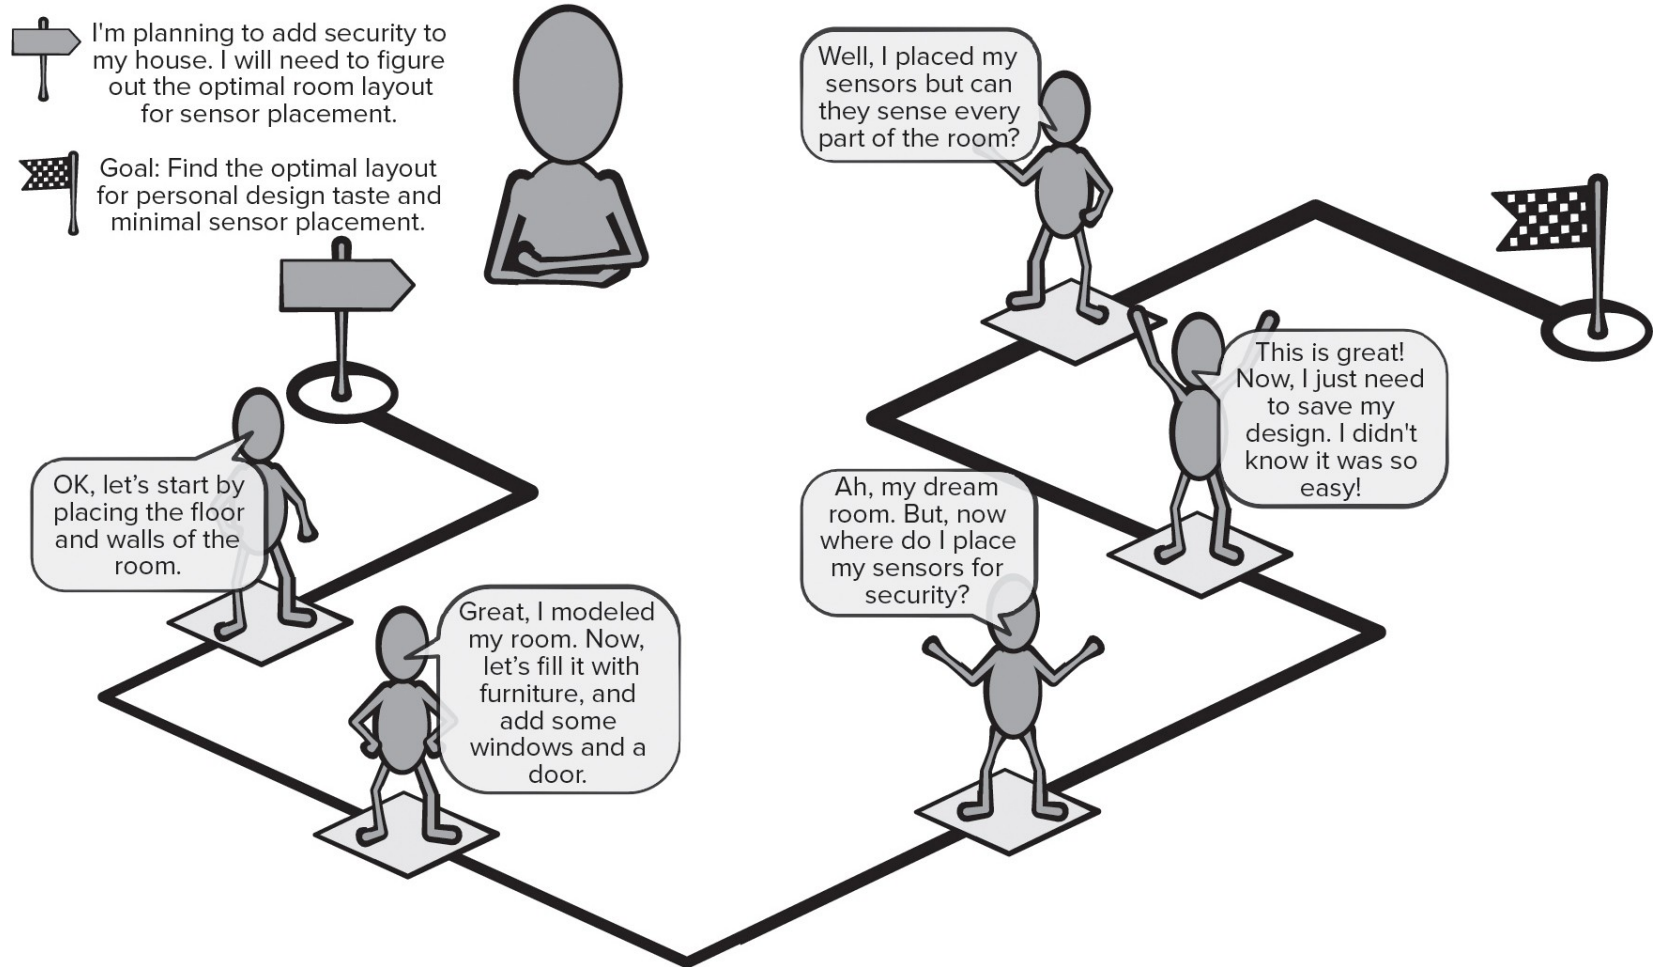 I'm planning to add security to
my house. I will need to figure
out the optimal room layout
for sensor placement.
Goal: Find the optimal layout
for personal design taste and
minimal sensor placement.
OK, let’s start by
placing the floor
and walls of the
room.
Great, I modeled
my room. Now,
let’s fill it with
furniture, and
add some
windows and a
door.
Ah, my dream
room. But, now
where do I place
my sensors for
security?
This is great!
Now, I just need
to save my
design. I didn't
know it was so
easy!
Well, I placed my
sensors but can
they sense every
part of the room?